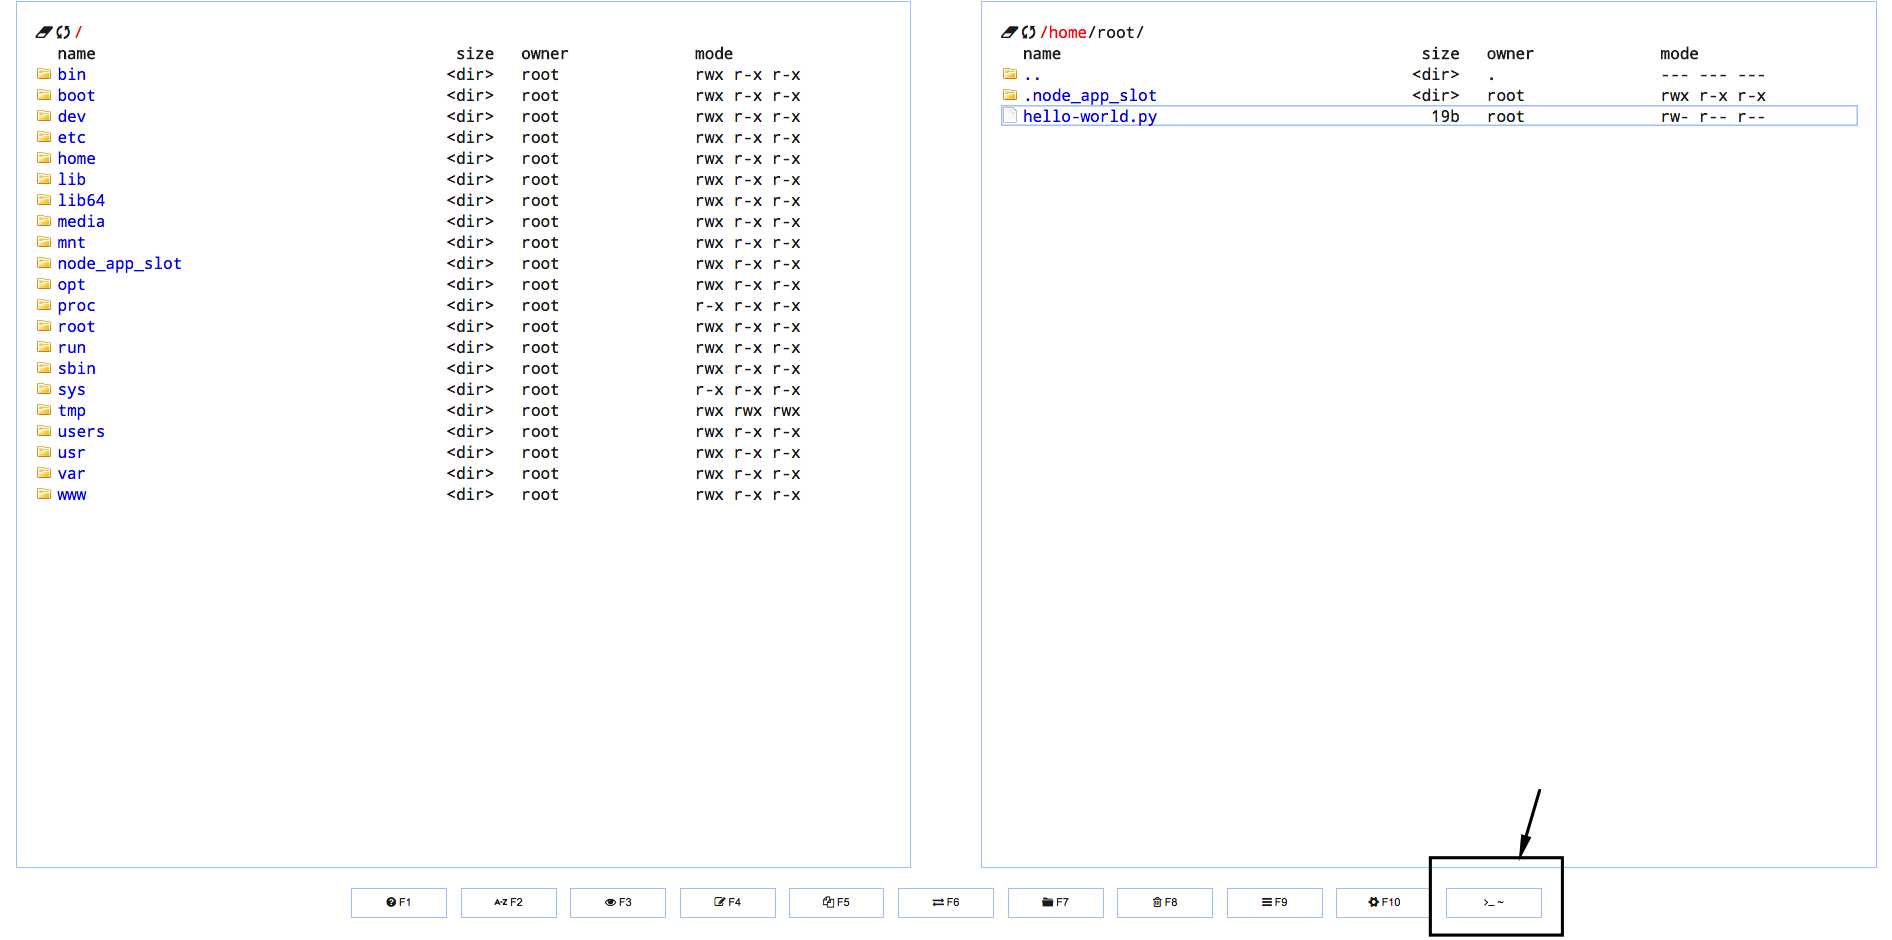 /
name size owner mode
bin <dir> root rwx r-x r-x
boot <dir> root rwx r-x r-x
dev <dir> root rwx r-x r-x
etc <dir> root rwx r-x r-x
home <dir> root rwx r-x r-x
lib <dir> root rwx r-x r-x
lib64 <dir> root rwx r-x r-x
media <dir> root rwx r-x r-x
mnt <dir> root rwx r-x r-x
node_app_slot <dir> root rwx r-x r-x
opt <dir> root rwx r-x r-x
proc <dir> root r-x r-x r-x
root <dir> root rwx r-x r-x
run <dir> root rwx r-x r-x
sbin <dir> root rwx r-x r-x
sys <dir> root r-x r-x r-x
tmp <dir> root rwx rwx rwx
users <dir> root rwx r-x r-x
usr <dir> root rwx r-x r-x
var <dir> root rwx r-x r-x
www <dir> root rwx r-x r-x
/home/root/
name size owner mode
.. <dir> . --- --- ---
.node_app_slot <dir> root rwx r-x r-x
hello-world.py 19b root rw- r-- r--
? F1 A-Z F2 F3 F4 F5 F6 F7 F8 F9 F10 >_ ~